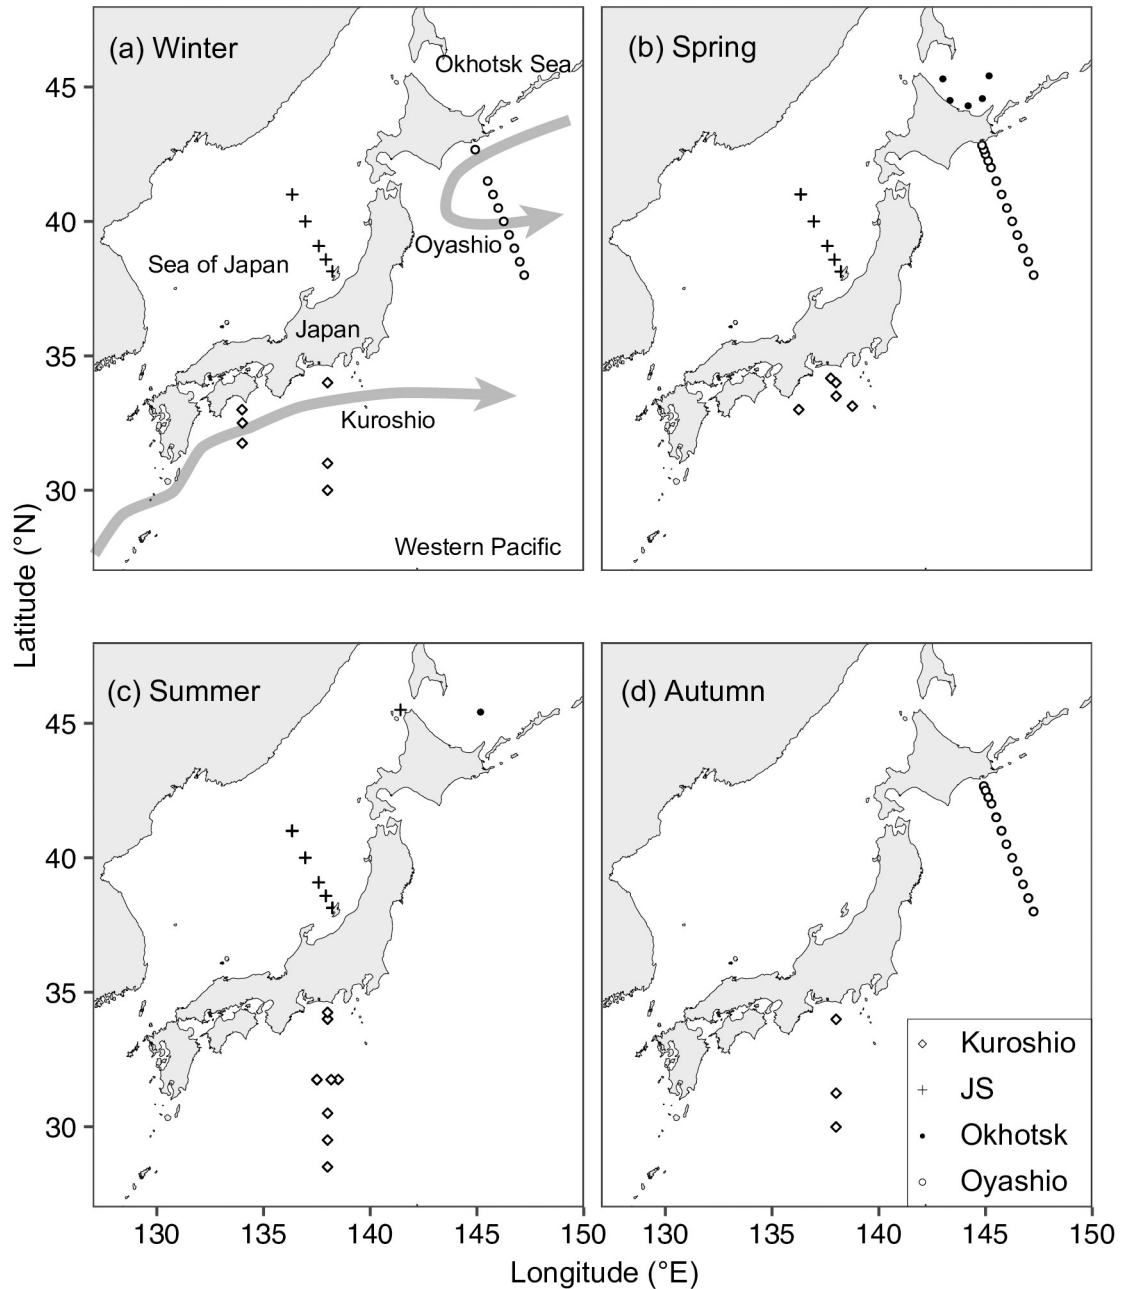 (a) Winter
Okhotsk Sea
Oyashio
Sea of Japan
Japan
Kuroshio
Western Pacific
45
40
35
30
(b) Spring
Latitude (°N)
(c) Summer
45
40
35
30
130
135
140
145
150
(d) Autumn
Kuroshio
JS
Okhotsk
Oyashio
130
135
140
145
150
Longitude (°E)